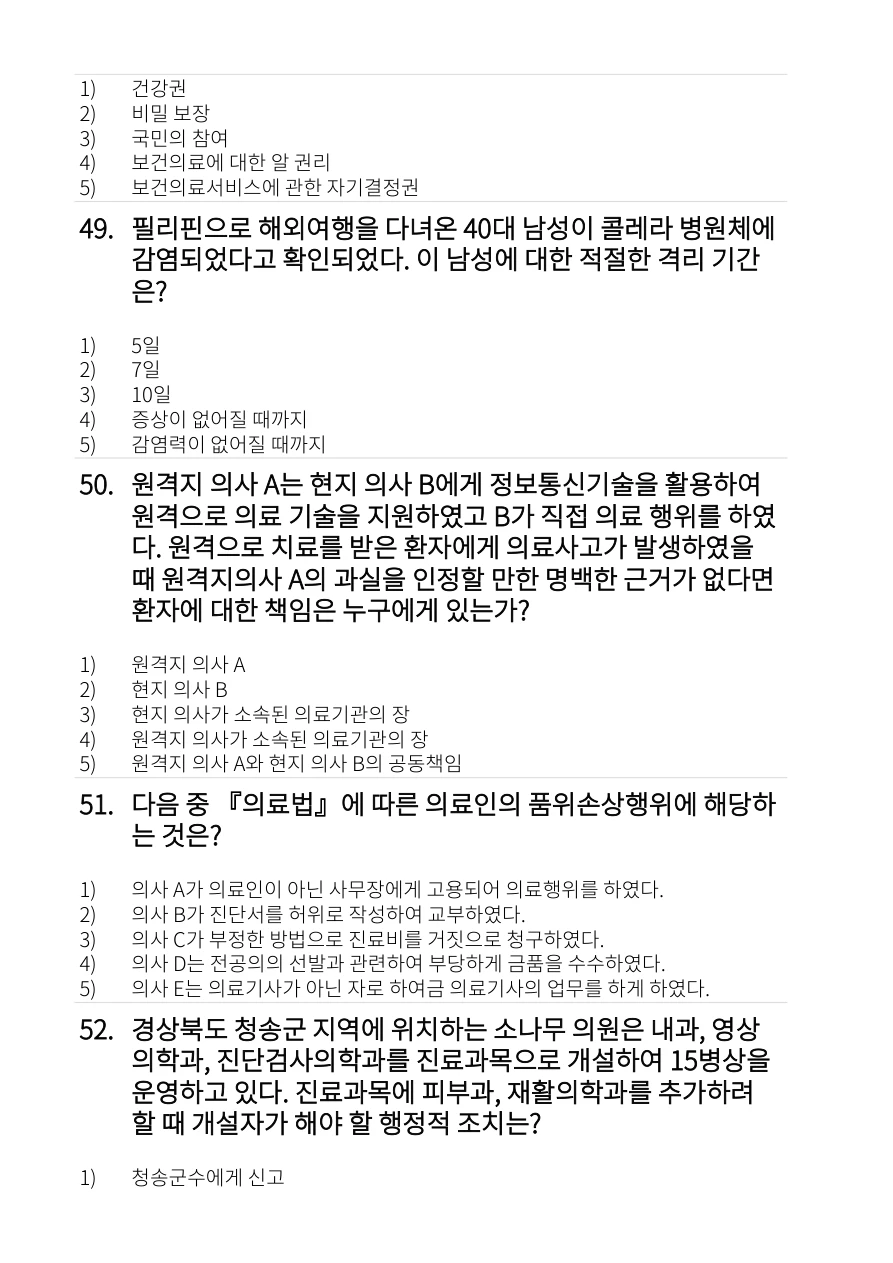 1) 건강권
2) 비밀 보장
3) 국민의 참여
4) 보건의료에 대한 알 권리
5) 보건의료서비스에 관한 자기결정권
49. 필리핀으로 해외여행을 다녀온 40대 남성이 콜레라 병원체에
감염되었다고 확인되었다. 이 남성에 대한 적절한 격리 기간
은?
1) 5일
2) 7일
3) 10일
4) 증상이 없어질 때까지
5) 감염력이 없어질 때까지
50. 원격지 의사 A는 현지 의사 B에게 정보통신기술을 활용하여
원격으로 의료 기술을 지원하였고 B가 직접 의료 행위를 하였
다. 원격으로 치료를 받은 환자에게 의료사고가 발생하였을
때 원격지의사 A의 과실을 인정할 만한 명백한 근거가 없다면
환자에 대한 책임은 누구에게 있는가?
1) 원격지 의사 A
2) 현지 의사 B
3) 현지 의사가 소속된 의료기관의 장
4) 원격지 의사가 소속된 의료기관의 장
5) 원격지 의사 A와 현지 의사 B의 공동책임
51. 다음 중 『의료법』에 따른 의료인의 품위손상행위에 해당하
는 것은?
1) 의사 A가 의료인이 아닌 사무장에게 고용되어 의료행위를 하였다.
2) 의사 B가 진단서를 허위로 작성하여 교부하였다.
3) 의사 C가 부정한 방법으로 진료비를 거짓으로 청구하였다.
4) 의사 D는 전공의의 선발과 관련하여 부당하게 금품을 수수하였다.
5) 의사 E는 의료기사가 아닌 자로 하여금 의료기사의 업무를 하게 하였다.
52. 경상북도 청송군 지역에 위치하는 소나무 의원은 내과, 영상
의학과, 진단검사의학과를 진료과목으로 개설하여 15병상을
운영하고 있다. 진료과목에 피부과, 재활의학과를 추가하려
할 때 개설자가 해야 할 행정적 조치는?
1) 청송군수에게 신고